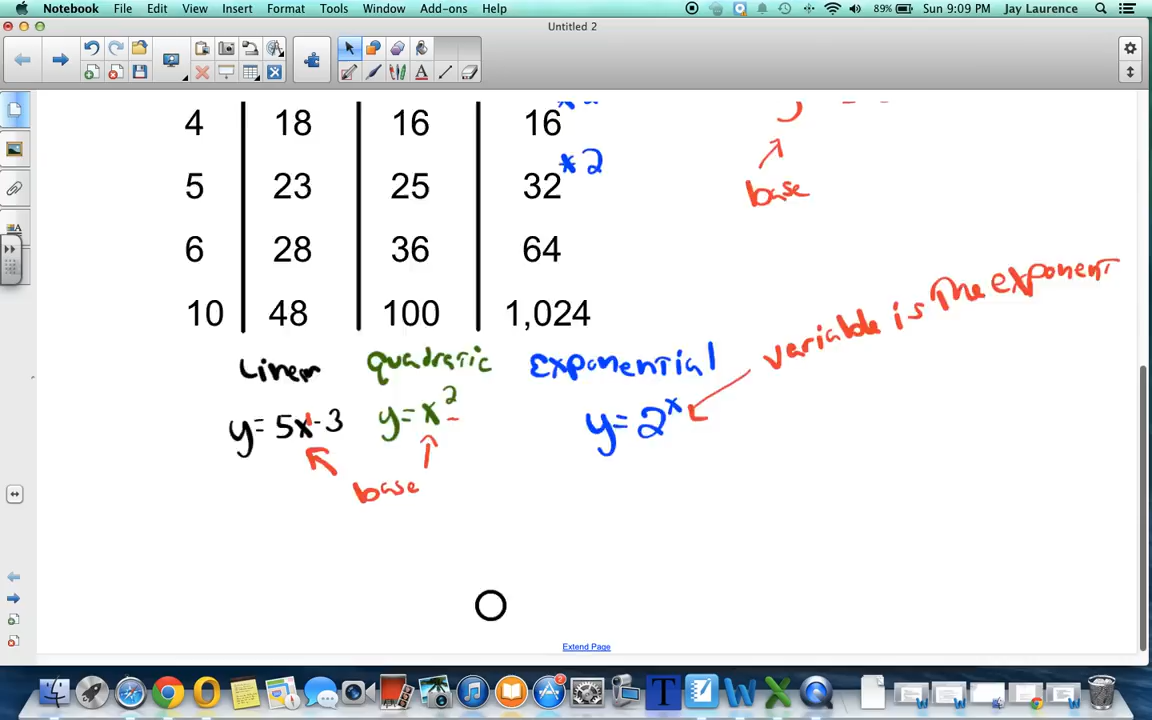 Notebook File Edit View Insert Format Tools Window Add-ons Help 89% Sun 9:09 PM Jay Laurence
Untitled 2
4 18 16 16
*2
5 23 25 32
base
6 28 36 64
variable is the exponent
10 48 100 1,024
Linear quadratic Exponential
y=5x-3 y=x² y=2ˣ
base
Extend Page